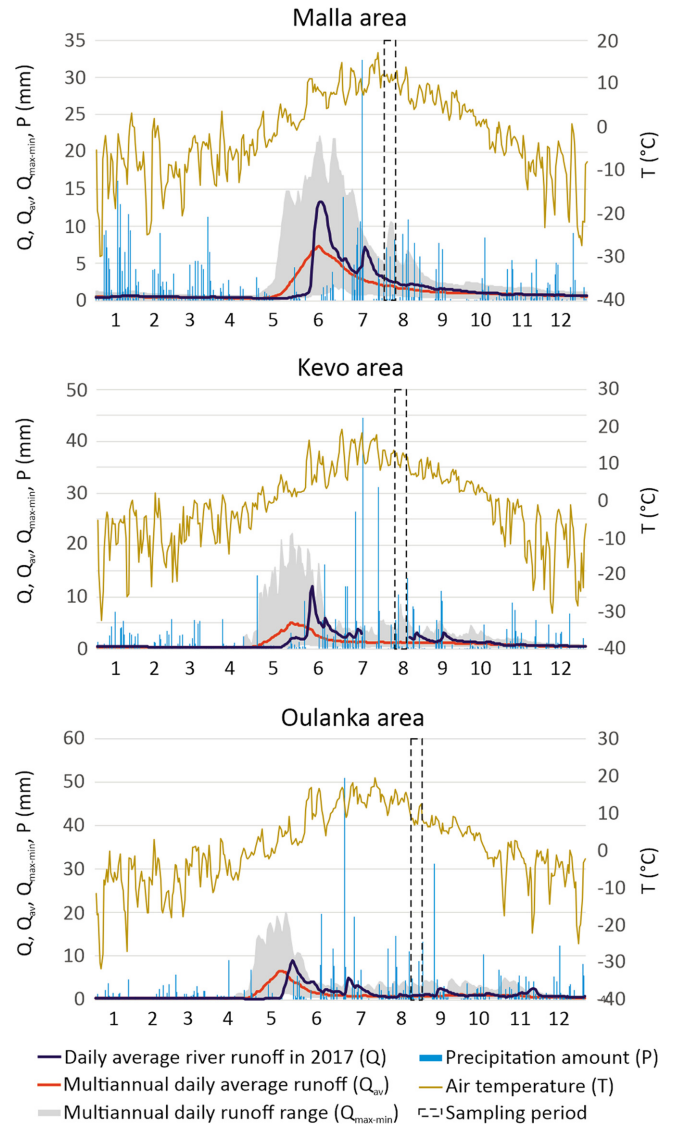 Malla area
Q, Qav, Qmax-min, P (mm)
35
30
25
20
15
10
5
0
20
10
0
-10
-20
-30
-40
T (°C)
1 2 3 4 5 6 7 8 9 10 11 12
Kevo area
Q, Qav, Qmax-min, P (mm)
50
40
30
20
10
0
30
20
10
0
-10
-20
-30
-40
T (°C)
1 2 3 4 5 6 7 8 9 10 11 12
Oulanka area
Q, Qav, Qmax-min, P (mm)
60
50
40
30
20
10
0
30
20
10
0
-10
-20
-30
-40
T (°C)
1 2 3 4 5 6 7 8 9 10 11 12
Daily average river runoff in 2017 (Q)
Multiannual daily average runoff (Qav)
Multiannual daily runoff range (Qmax-min)
Precipitation amount (P)
Air temperature (T)
Sampling period